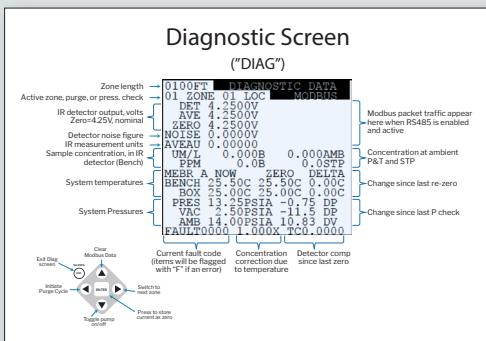 Diagnostic Screen
("DIAG")
Zone length
Active zone, purge, or press. check
IR detector output, volts
Zero=4.25V, nominal
Detector noise figure
IR measurement units
Sample concentration, in IR
detector (Bench)
System temperatures
System Pressures
0100FT DIAGNOSTIC DATA
01 ZONE 01 LOC MODBUS
DET 4.2500V
AVE 4.2500V
ZERO 4.2500V
NOISE 0.0000V
AVEAU 0.00000
UM/L 0.000B 0.000AMB
PPM 0.0B 0.0STP
MEBR A NOW ZERO DELTA
BENCH 25.50C 25.50C 0.00C
BOX 25.00C 25.00C 0.00C
PRES 13.25PSIA -0.75 DP
VAC 2.50PSIA -11.5 DP
AMB 14.00PSIA 10.83 DV
FAULT0000 1.000X TC0.0000
Modbus packet traffic appear
here when RS485 is enabled
and active
Concentration at ambient
P&T and STP
Change since last re-zero
Change since last P check
Current fault code
(items will be flagged
with "F" if an error)
Concentration
correction due
to temperature
Detector comp
since last zero
Clear
Modbus Data
Exit Diag
screen
Initiate
Purge Cycle
ENTER
Switch to
next zone
Toggle pump
on/off
Press to store
current as zero